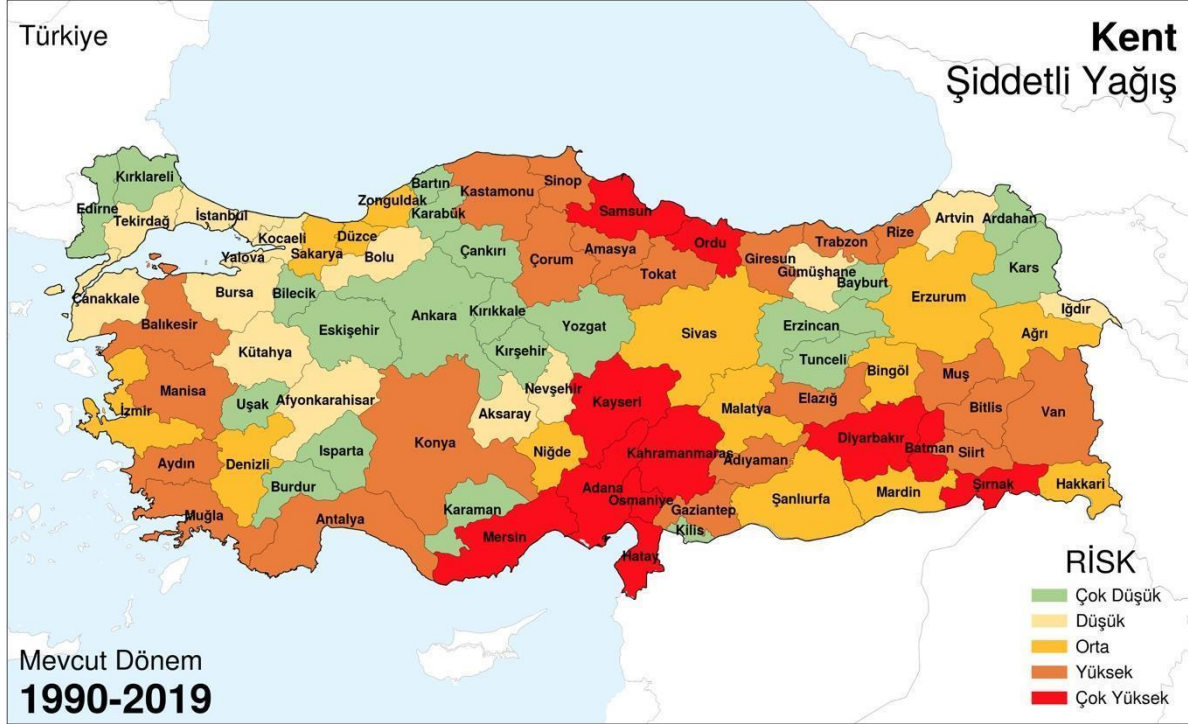 Türkiye
Kent
Şiddetli Yağış
Kırklareli
Edirne
Tekirdağ
İstanbul
Kocaeli
Yalova
Sakarya
Düzce
Zonguldak
Bartın
Karabük
Bolu
Kastamonu
Sinop
Samsun
Ordu
Çankırı
Çorum
Amasya
Tokat
Giresun
Trabzon
Rize
Artvin
Ardahan
Gümüşhane
Bayburt
Kars
Erzurum
Iğdır
Ağrı
Çanakkale
Bursa
Bilecik
Balıkesir
Eskişehir
Ankara
Kırıkkale
Yozgat
Sivas
Erzincan
Tunceli
Bingöl
Muş
Kütahya
Kırşehir
Manisa
Uşak
Afyonkarahisar
Nevşehir
Aksaray
Kayseri
Malatya
Elazığ
Bitlis
Van
İzmir
Konya
Niğde
Kahramanmaraş
Diyarbakır
Batman
Siirt
Aydın
Denizli
Isparta
Burdur
Adıyaman
Adana
Osmaniye
Şanlıurfa
Mardin
Şırnak
Hakkari
Muğla
Antalya
Karaman
Mersin
Gaziantep
Kilis
Hatay
RİSK
Çok Düşük
Düşük
Orta
Yüksek
Çok Yüksek
Mevcut Dönem
1990-2019